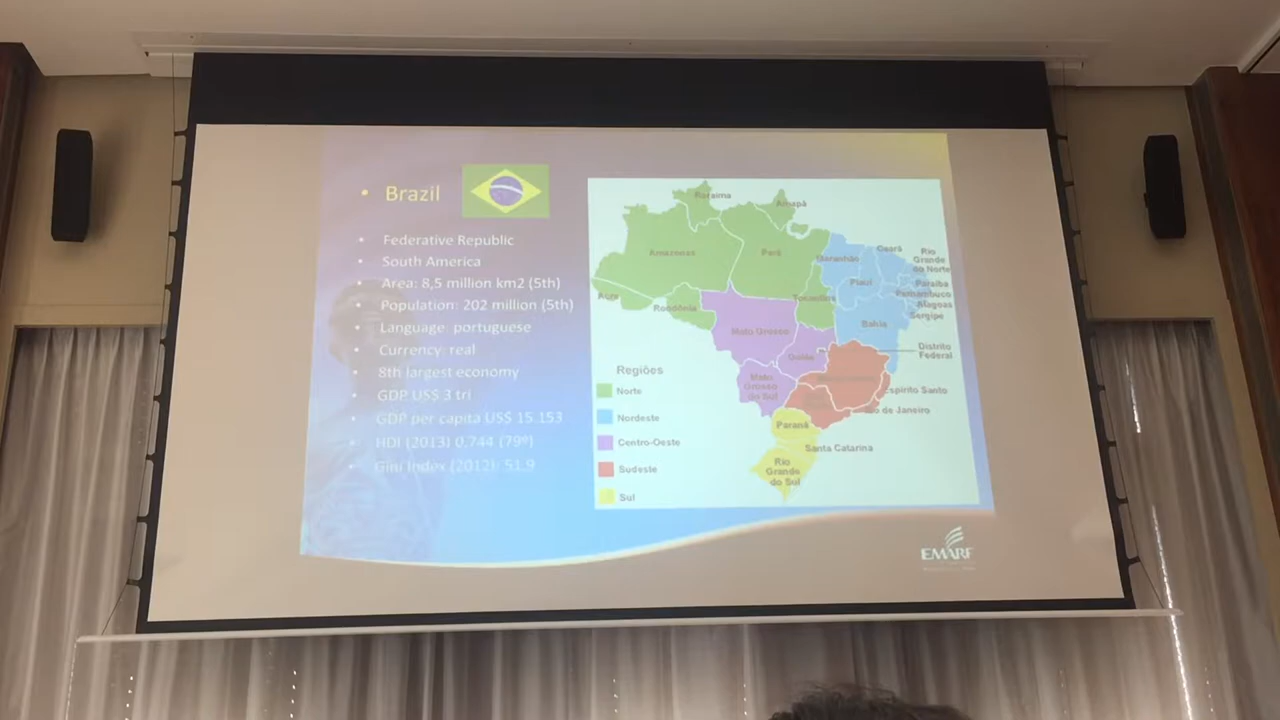 • Brazil
• Federative Republic
• South America
• Area: 8,5 million km2 (5th)
• Population: 202 million (5th)
• Language: portuguese
• Currency: real
• 8th largest economy
• GDP US$ 3 tri
• GDP per capita US$ 15.153
• HDI (2013) 0,744 (79º)
• Gini Index (2012): 51,9
Roraima
Amapá
Amazonas
Pará
Maranhão
Ceará
Rio
Grande
do Norte
Piauí
Paraíba
Pernambuco
Alagoas
Sergipe
Acre
Rondônia
Tocantins
Bahia
Mato Grosso
Goiás
Distrito
Federal
Mato
Grosso
do Sul
Espírito Santo
Rio de Janeiro
Paraná
Santa Catarina
Rio
Grande
do Sul
Regiões
Norte
Nordeste
Centro-Oeste
Sudeste
Sul
EMARF